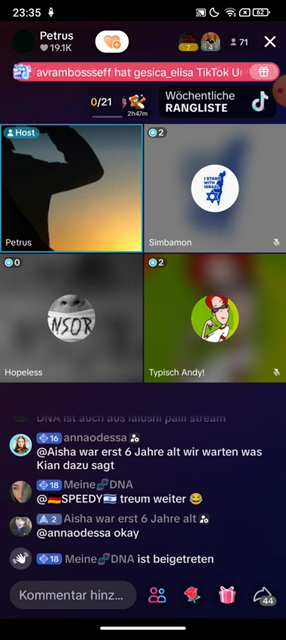 23:35
62
Petrus
19.1K
7
4
71
avrambossseff hat gesica_elisa TikTok U
0/21
2h47m
Wöchentliche
RANGLISTE
Host
2
I STAND
WITH
ISRAEL
Petrus
Simbamon
0
2
NSOR
Hopeless
Typisch Andy!
DNA ist auch aus
stream
16 annaodessa
@Aisha war erst 6 Jahre alt wir warten was
Kian dazu sagt
18 Meine🧬DNA
@🇩🇪SPEEDY🇮🇱 treum weiter 😂
2 Aisha war erst 6 Jahre alt
@annaodessa okay
18 Meine🧬DNA ist beigetreten
Kommentar hinz...
44